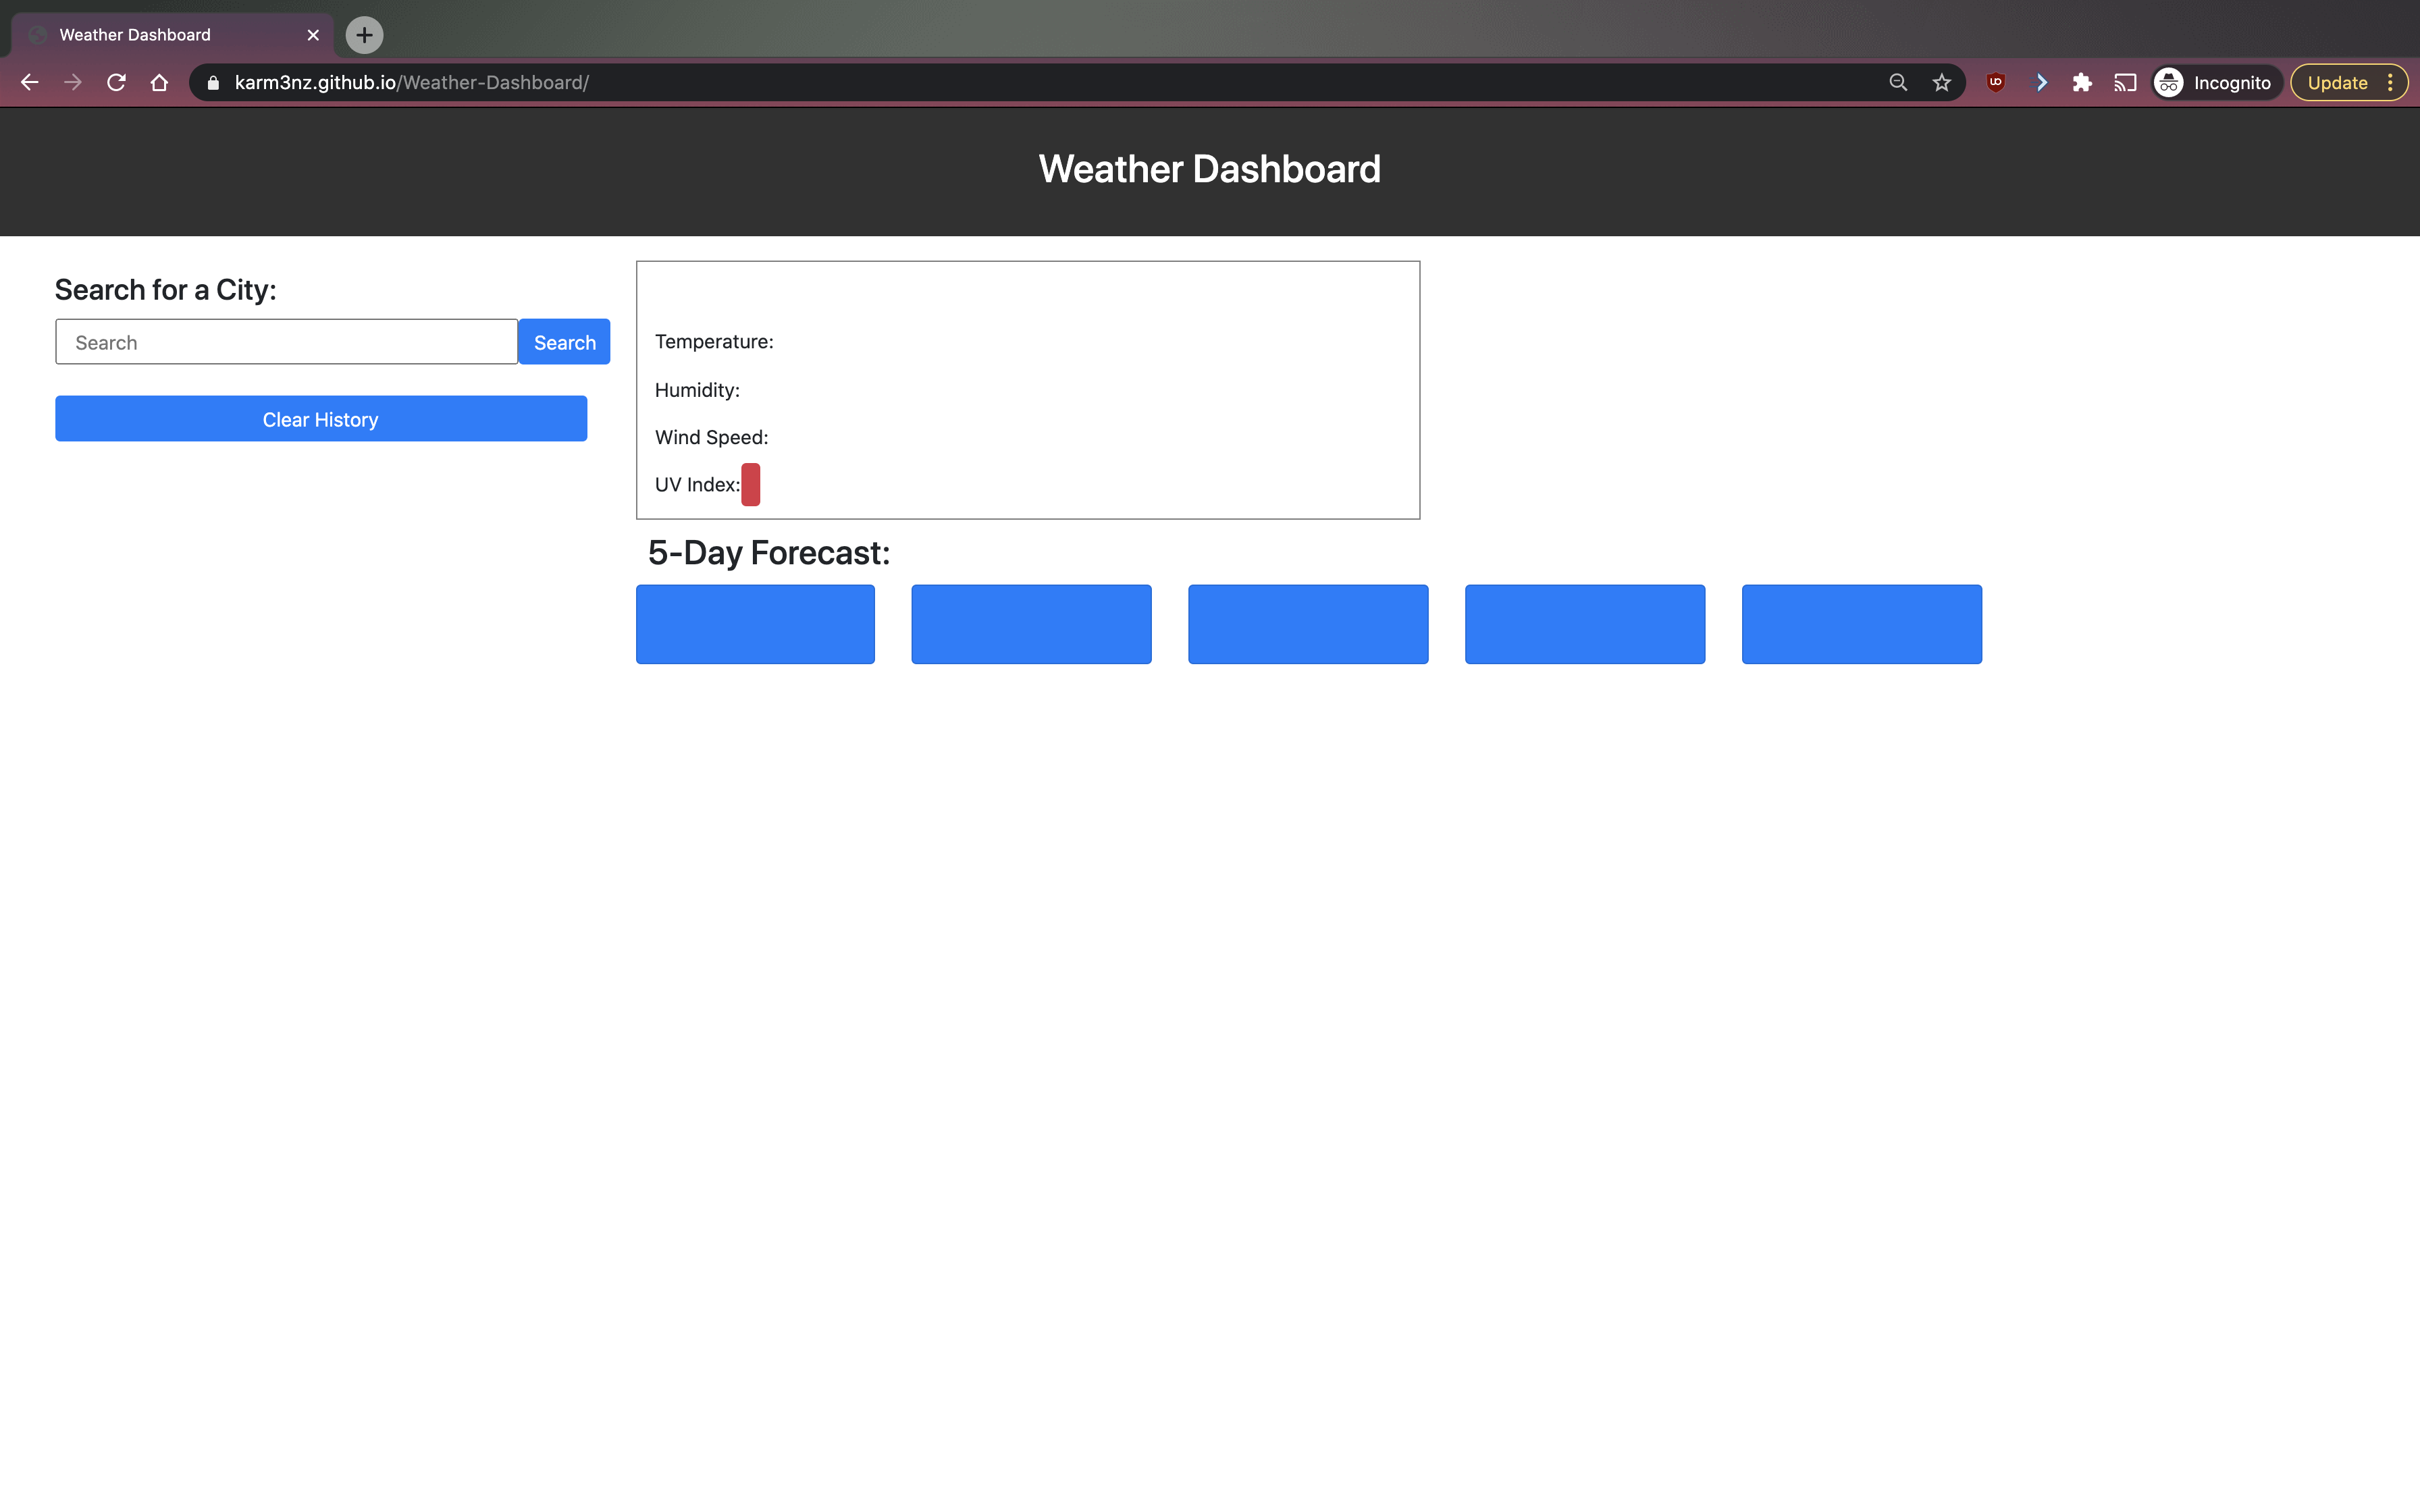 Weather Dashboard
karm3nz.github.io/Weather-Dashboard/
Incognito
Update
Weather Dashboard
Search for a City:
Search
Search
Clear History
Temperature:
Humidity:
Wind Speed:
UV Index:
5-Day Forecast: